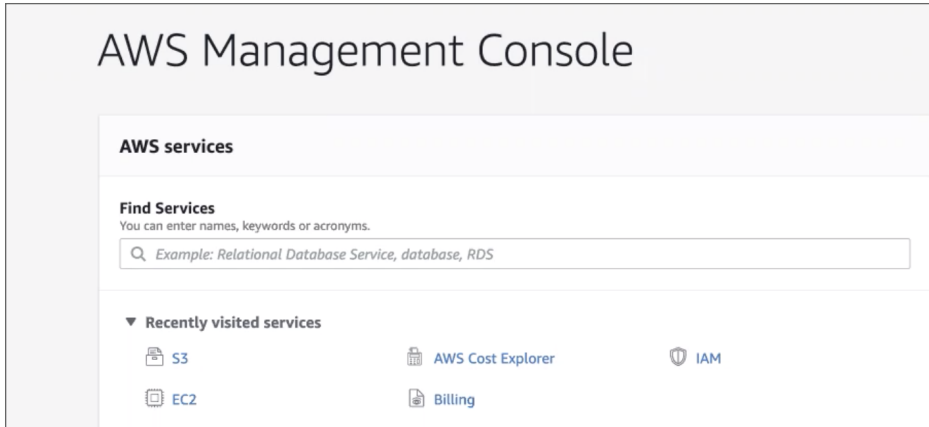 AWS Management Console
AWS services
Find Services
You can enter names, keywords or acronyms.
Example: Relational Database Service, database, RDS
Recently visited services
S3 AWS Cost Explorer IAM
EC2 Billing